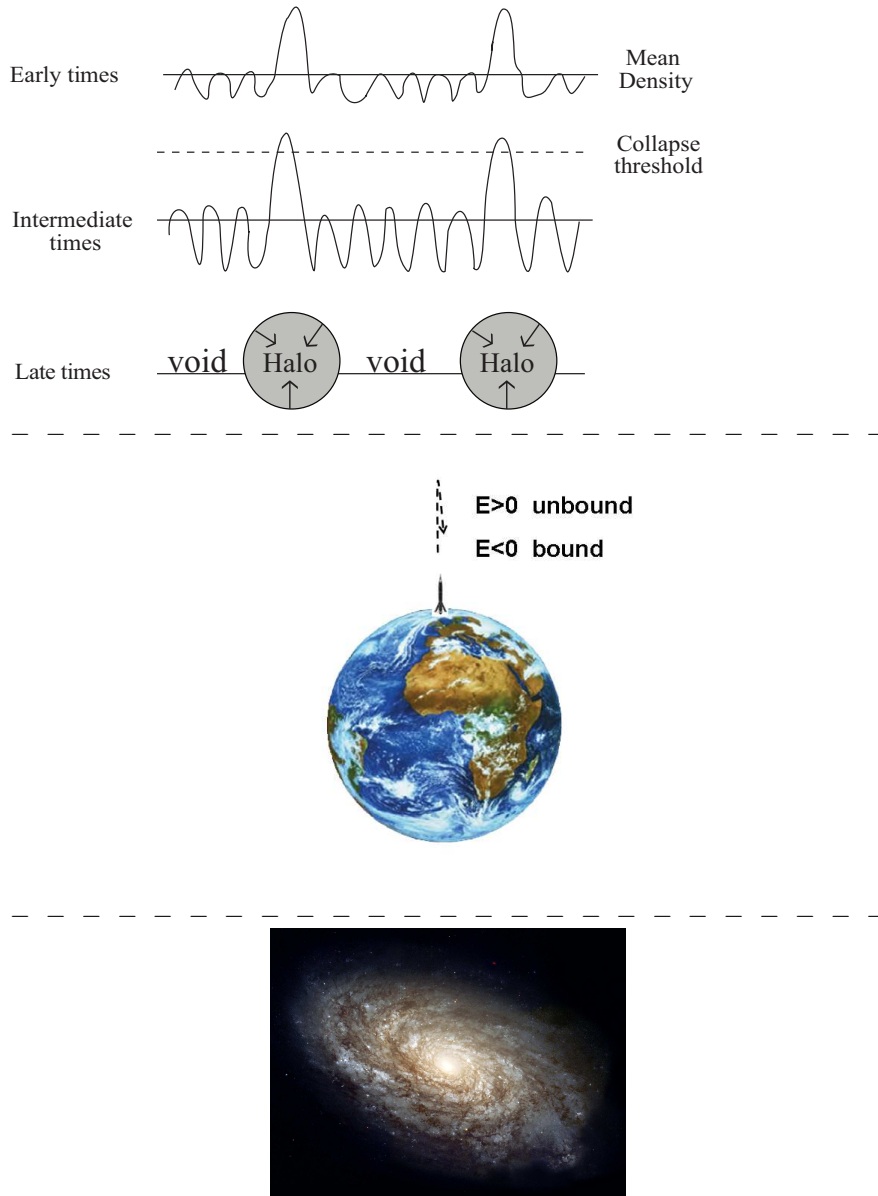 Early times
Mean
Density
Collapse
threshold
Intermediate
times
Late times
void
Halo
void
Halo
E>0 unbound
E<0 bound